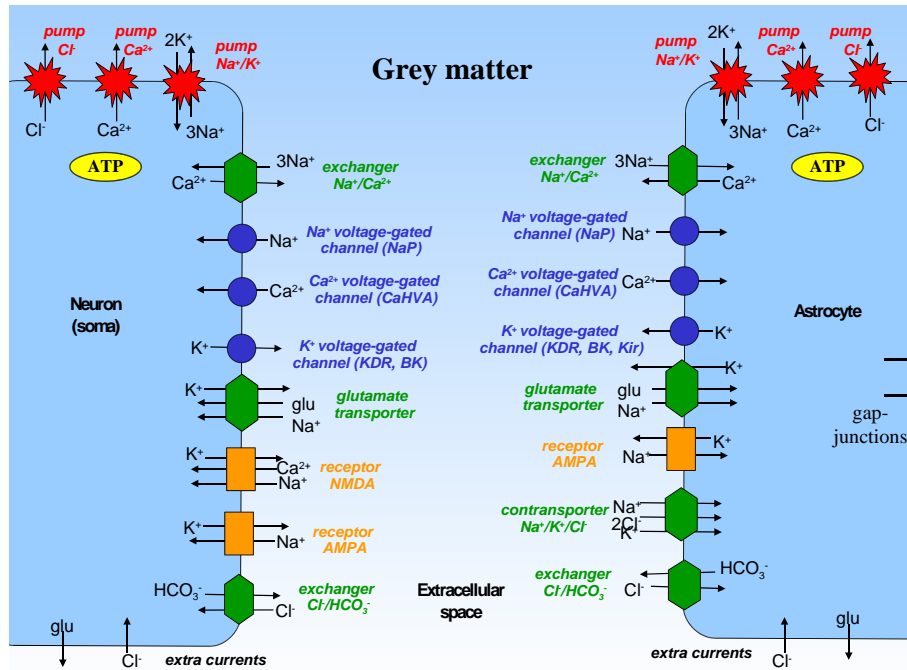 Grey matter
pump
Cl⁻
pump
Ca²⁺
2K⁺
pump
Na⁺/K⁺
Cl⁻
Ca²⁺
3Na⁺
ATP
3Na⁺
Ca²⁺
exchanger
Na⁺/Ca²⁺
Na⁺
Na⁺ voltage-gated
channel (NaP)
Ca²⁺
Ca²⁺ voltage-gated
channel (CaHVA)
Neuron
(soma)
K⁺
K⁺ voltage-gated
channel (KDR, BK)
K⁺
glu
Na⁺
glutamate
transporter
K⁺
Ca²⁺
Na⁺
receptor
NMDA
K⁺
Na⁺
receptor
AMPA
HCO₃⁻
Cl⁻
exchanger
Cl⁻/HCO₃⁻
glu
Cl⁻
extra currents
Extracellular
space
pump
Na⁺/K⁺
2K⁺
pump
Ca²⁺
pump
Cl⁻
3Na⁺
Ca²⁺
Cl⁻
ATP
exchanger
Na⁺/Ca²⁺
3Na⁺
Ca²⁺
Na⁺ voltage-gated
channel (NaP)
Na⁺
Ca²⁺ voltage-gated
channel (CaHVA)
Ca²⁺
Astrocyte
K⁺ voltage-gated
channel (KDR, BK, Kir)
K⁺
K⁺
glutamate
transporter
glu
Na⁺
gap-
junctions
receptor
AMPA
K⁺
Na⁺
contransporter
Na⁺/K⁺/Cl⁻
Na⁺
2Cl⁻
K⁺
exchanger
Cl⁻/HCO₃⁻
HCO₃⁻
Cl⁻
extra currents
Cl⁻
glu